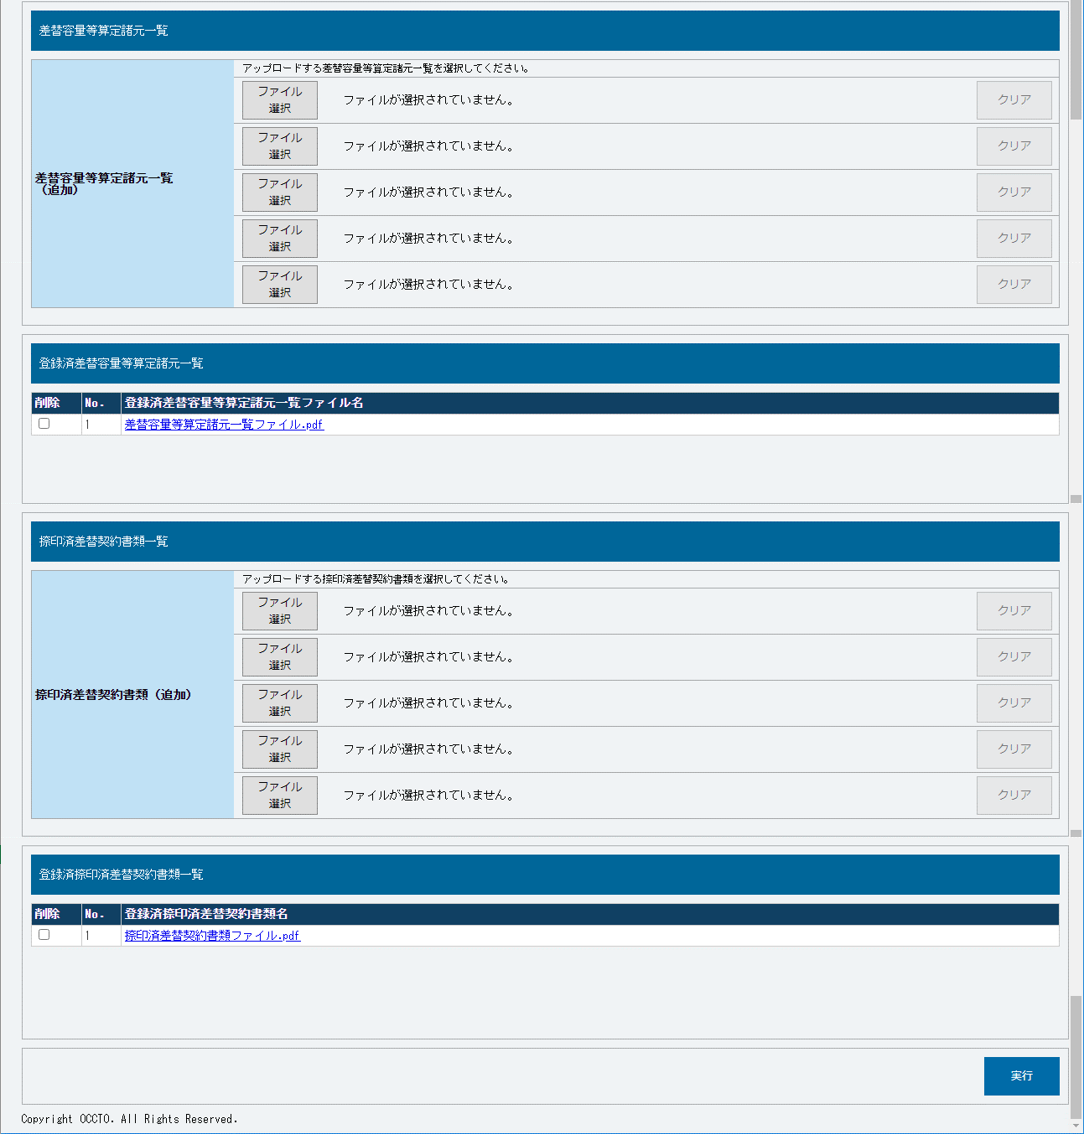 差替容量等算定諸元一覧
アップロードする差替容量等算定諸元一覧を選択してください。
ファイル
選択
ファイルが選択されていません。
クリア
ファイル
選択
ファイルが選択されていません。
クリア
差替容量等算定諸元一覧
（追加）
ファイル
選択
ファイルが選択されていません。
クリア
ファイル
選択
ファイルが選択されていません。
クリア
ファイル
選択
ファイルが選択されていません。
クリア
登録済差替容量等算定諸元一覧
削除 No. 登録済差替容量等算定諸元一覧ファイル名
1 差替容量等算定諸元一覧ファイル.pdf
捺印済差替契約書類一覧
アップロードする捺印済差替契約書類を選択してください。
ファイル
選択
ファイルが選択されていません。
クリア
ファイル
選択
ファイルが選択されていません。
クリア
捺印済差替契約書類（追加）
ファイル
選択
ファイルが選択されていません。
クリア
ファイル
選択
ファイルが選択されていません。
クリア
ファイル
選択
ファイルが選択されていません。
クリア
登録済捺印済差替契約書類一覧
削除 No. 登録済捺印済差替契約書類名
1 捺印済差替契約書類ファイル.pdf
実行
Copyright OCCTO. All Rights Reserved.